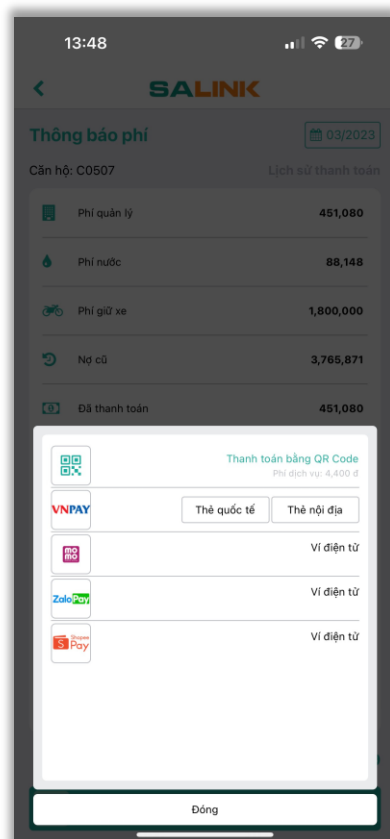 13:48
27
SALINK
Thông báo phí
03/2023
Căn hộ: C0507
Lịch sử thanh toán
Phí quản lý
451,080
Phí nước
88,148
Phí giữ xe
1,800,000
Nợ cũ
3,765,871
Đã thanh toán
451,080
Thanh toán bằng QR Code
Phí dịch vụ: 4,400 đ
VNPAY
Thẻ quốc tế
Thẻ nội địa
mo
mo
Ví điện tử
Zalo Pay
Ví điện tử
S Shopee
Pay
Ví điện tử
Đóng